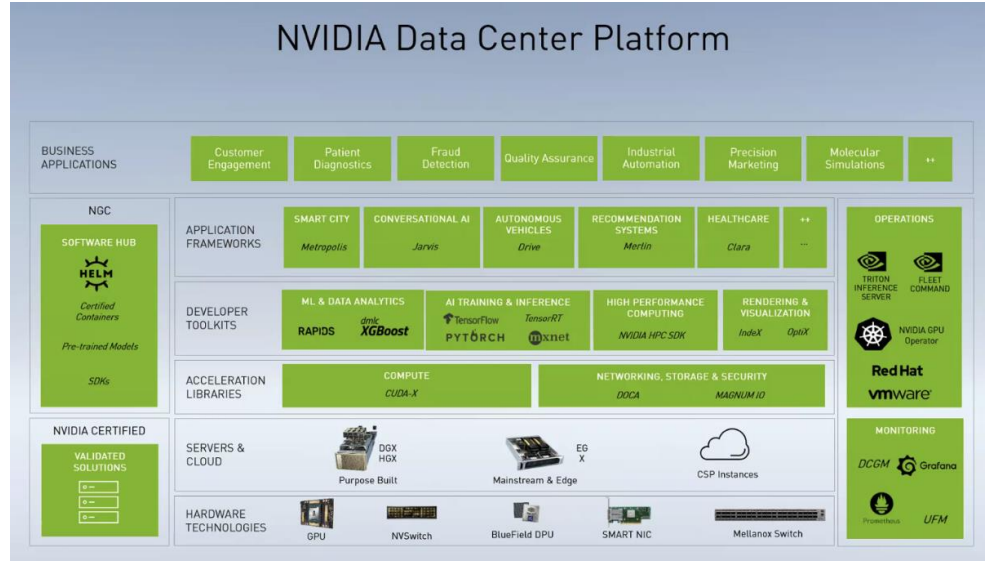 NVIDIA Data Center Platform
BUSINESS
APPLICATIONS
Customer
Engagement
Patient
Diagnostics
Fraud
Detection
Quality Assurance
Industrial
Automation
Precision
Marketing
Molecular
Simulations
++
NGC
SOFTWARE HUB
HELM
Certified
Containers
Pre-trained Models
SDKs
APPLICATION
FRAMEWORKS
SMART CITY
Metropolis
CONVERSATIONAL AI
Jarvis
AUTONOMOUS
VEHICLES
Drive
RECOMMENDATION
SYSTEMS
Merlin
HEALTHCARE
Clara
++
...
DEVELOPER
TOOLKITS
ML & DATA ANALYTICS
RAPIDS
dmlc
XGBoost
AI TRAINING & INFERENCE
TensorFlow
TensorRT
PYTORCH
mxnet
HIGH PERFORMANCE
COMPUTING
NVIDIA HPC SDK
RENDERING &
VISUALIZATION
IndeX
OptiX
ACCELERATION
LIBRARIES
COMPUTE
CUDA-X
NETWORKING, STORAGE & SECURITY
DOCA
MAGNUM IO
OPERATIONS
TRITON
INFERENCE
SERVER
FLEET
COMMAND
NVIDIA GPU
Operator
Red Hat
vmware
NVIDIA CERTIFIED
VALIDATED
SOLUTIONS
SERVERS &
CLOUD
DGX
HGX
Purpose Built
EG
X
Mainstream & Edge
CSP Instances
HARDWARE
TECHNOLOGIES
GPU
NVSwitch
BlueField DPU
SMART NIC
Mellanox Switch
MONITORING
DCGM
Grafana
Prometheus
UFM